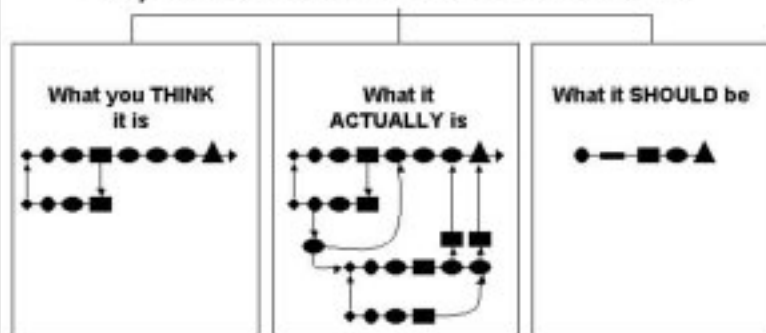 What you THINK
it is
What it
ACTUALLY is
What it SHOULD be